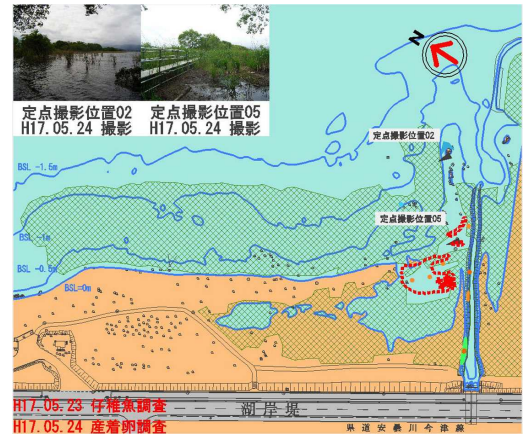 定点撮影位置02
H17.05.24 撮影
定点撮影位置05
H17.05.24 撮影
N
定点撮影位置02
BSL -1.5m
定点撮影位置05
BSL -1m
BSL -0.5m
BSL=0m
H17.05.23 仔稚魚調査
湖岸堤
H17.05.24 産着卵調査
県道安曇川今津線